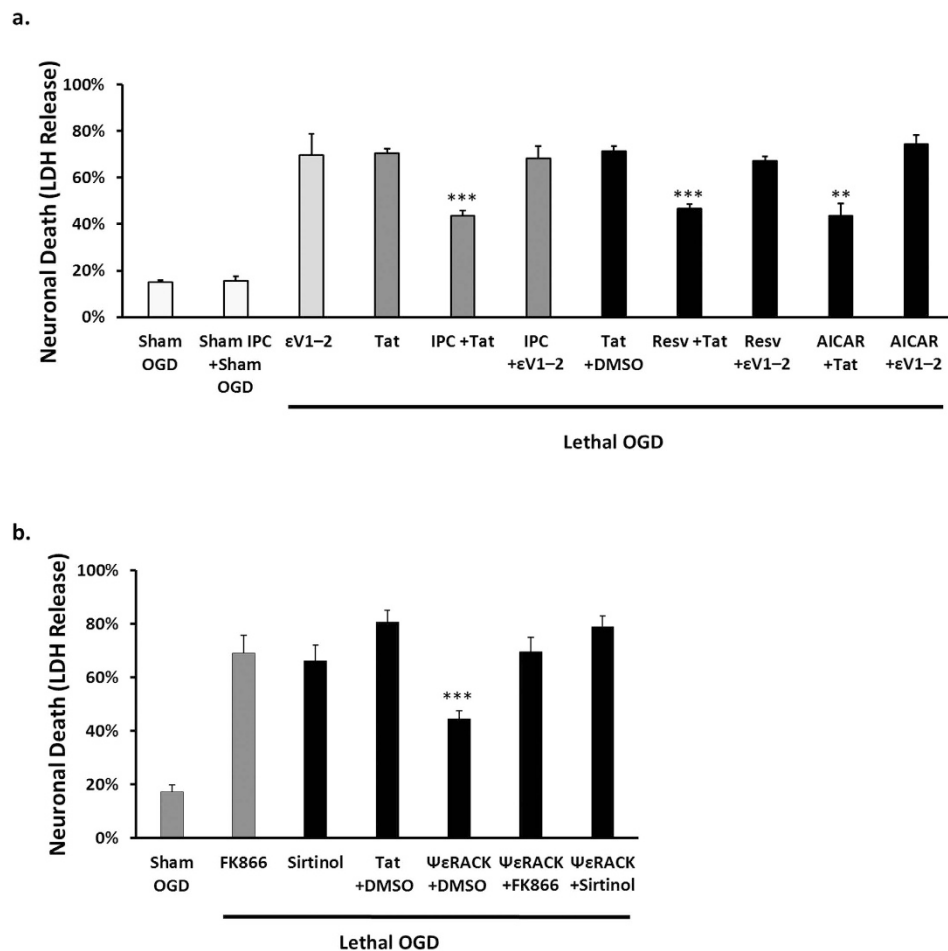 a.
Neuronal Death (LDH Release)
100%
80%
60%
40%
20%
0%
***
***
**
Sham OGD
Sham IPC +Sham OGD
εV1–2
Tat
IPC +Tat
IPC +εV1–2
Tat +DMSO
Resv +Tat
Resv +εV1–2
AICAR +Tat
AICAR +εV1–2
Lethal OGD
b.
Neuronal Death (LDH Release)
100%
80%
60%
40%
20%
0%
***
Sham OGD
FK866
Sirtinol
Tat +DMSO
ΨεRACK +DMSO
ΨεRACK +FK866
ΨεRACK +Sirtinol
Lethal OGD